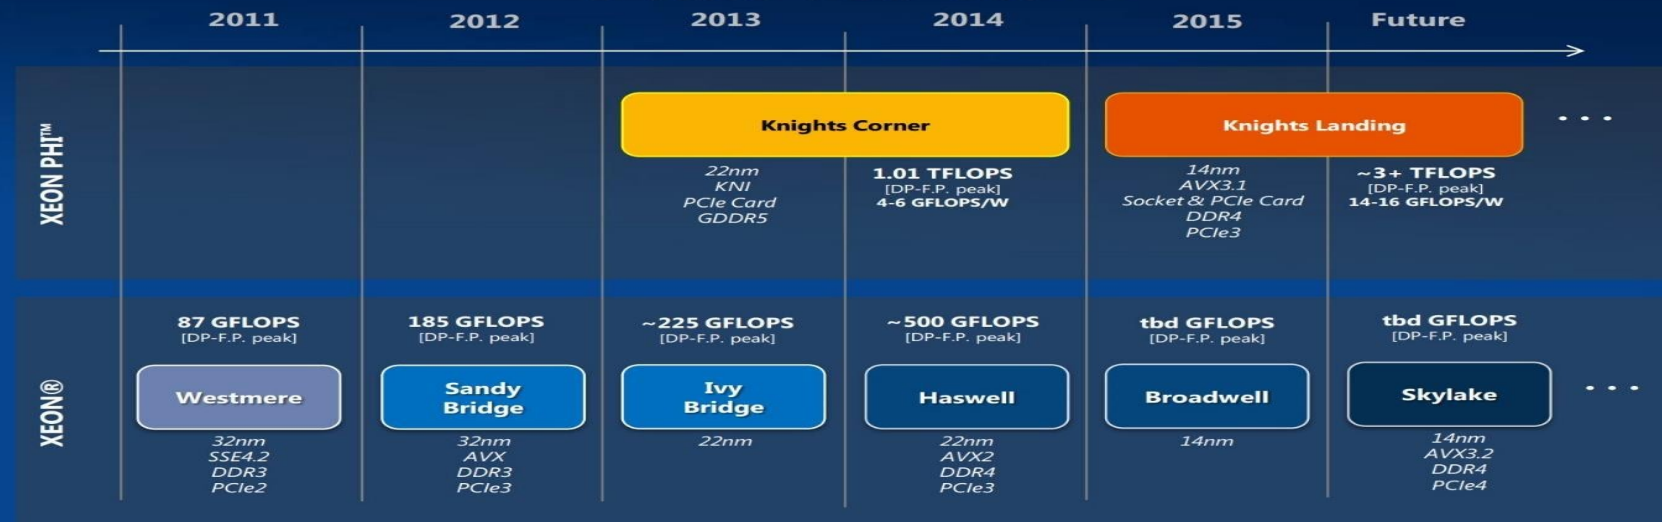 2011 2012 2013 2014 2015 Future
XEON PHI™
Knights Corner
22nm
KNI
PCIe Card
GDDR5
1.01 TFLOPS
[DP-F.P. peak]
4-6 GFLOPS/W
Knights Landing
14nm
AVX3.1
Socket & PCIe Card
DDR4
PCIe3
~3+ TFLOPS
[DP-F.P. peak]
14-16 GFLOPS/W
. . .
XEON®
87 GFLOPS
[DP-F.P. peak]
Westmere
32nm
SSE4.2
DDR3
PCIe2
185 GFLOPS
[DP-F.P. peak]
Sandy
Bridge
32nm
AVX
DDR3
PCIe3
~225 GFLOPS
[DP-F.P. peak]
Ivy
Bridge
22nm
~500 GFLOPS
[DP-F.P. peak]
Haswell
22nm
AVX2
DDR4
PCIe3
tbd GFLOPS
[DP-F.P. peak]
Broadwell
14nm
tbd GFLOPS
[DP-F.P. peak]
Skylake
14nm
AVX3.2
DDR4
PCIe4
. . .